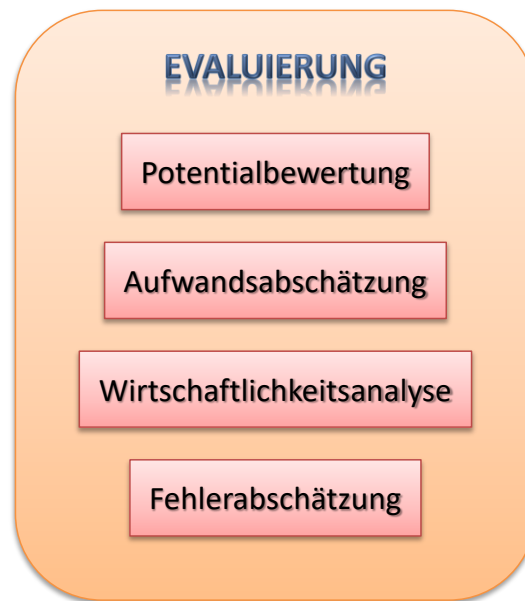 EVALUIERUNG
Potentialbewertung
Aufwandsabschätzung
Wirtschaftlichkeitsanalyse
Fehlerabschätzung